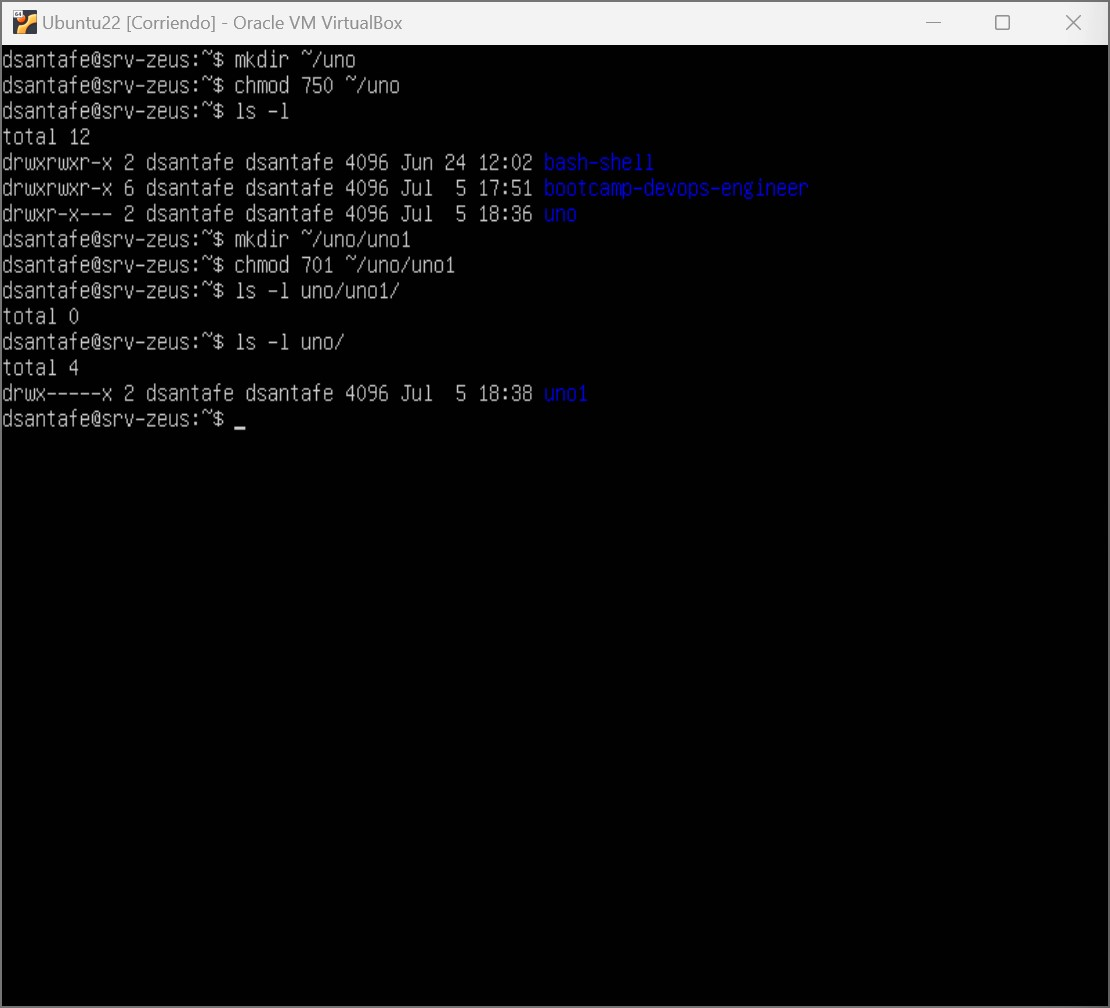 Ubuntu22 [Corriendo] - Oracle VM VirtualBox
dsantafe@srv-zeus:~$ mkdir ~/uno
dsantafe@srv-zeus:~$ chmod 750 ~/uno
dsantafe@srv-zeus:~$ ls -l
total 12
drwxrwxr-x 2 dsantafe dsantafe 4096 Jun 24 12:02 bash-shell
drwxrwxr-x 6 dsantafe dsantafe 4096 Jul  5 17:51 bootcamp-devops-engineer
drwxr-x--- 2 dsantafe dsantafe 4096 Jul  5 18:36 uno
dsantafe@srv-zeus:~$ mkdir ~/uno/uno1
dsantafe@srv-zeus:~$ chmod 701 ~/uno/uno1
dsantafe@srv-zeus:~$ ls -l uno/uno1/
total 0
dsantafe@srv-zeus:~$ ls -l uno/
total 4
drwx-----x 2 dsantafe dsantafe 4096 Jul  5 18:38 uno1
dsantafe@srv-zeus:~$ _